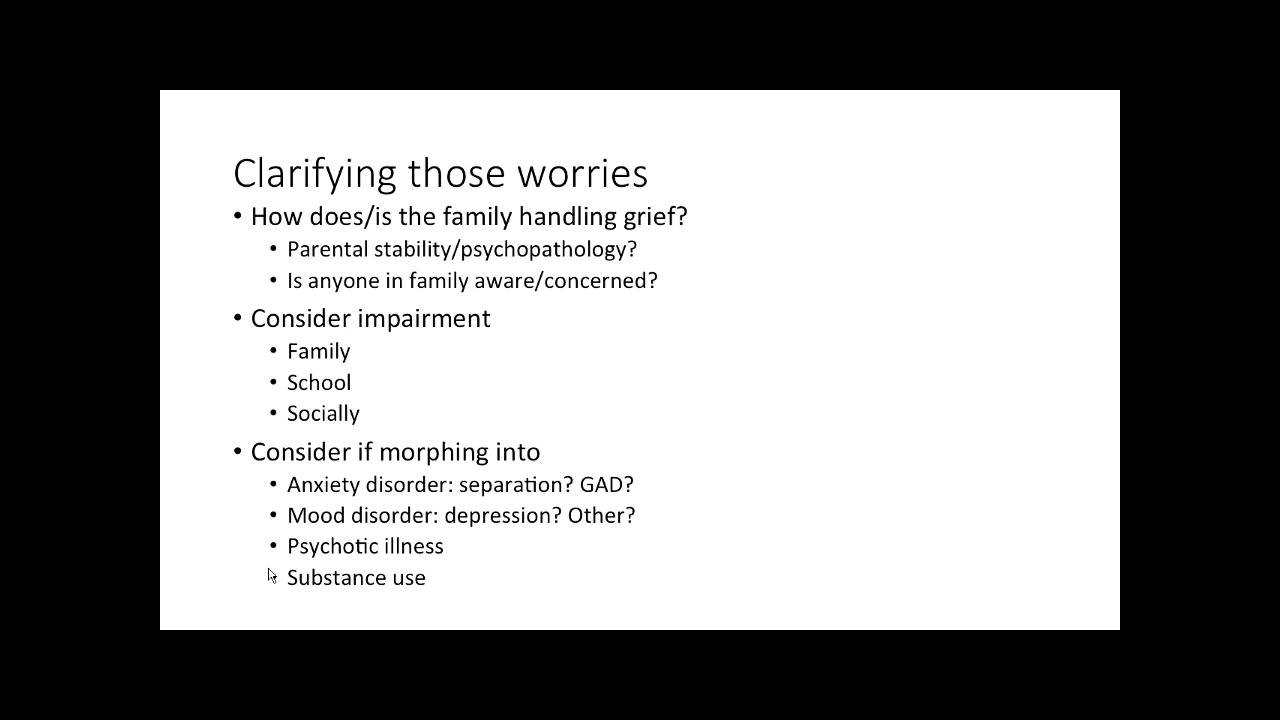 Clarifying those worries
• How does/is the family handling grief?
• Parental stability/psychopathology?
• Is anyone in family aware/concerned?
• Consider impairment
• Family
• School
• Socially
• Consider if morphing into
• Anxiety disorder: separation? GAD?
• Mood disorder: depression? Other?
• Psychotic illness
Substance use